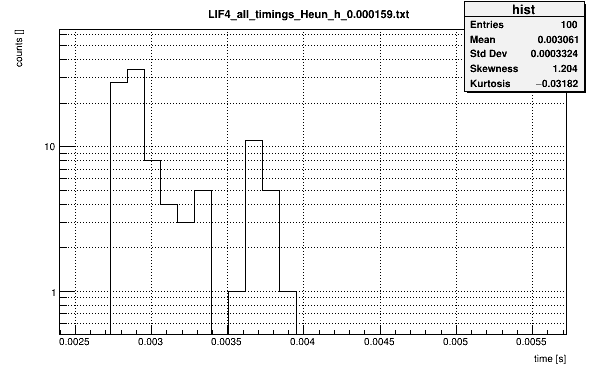 LIF4_all_timings_Heun_h_0.000159.txt
hist
Entries 100
Mean 0.003061
Std Dev 0.0003324
Skewness 1.204
Kurtosis −0.03182
counts []
10
1
0.0025 0.003 0.0035 0.004 0.0045 0.005 0.0055
time [s]